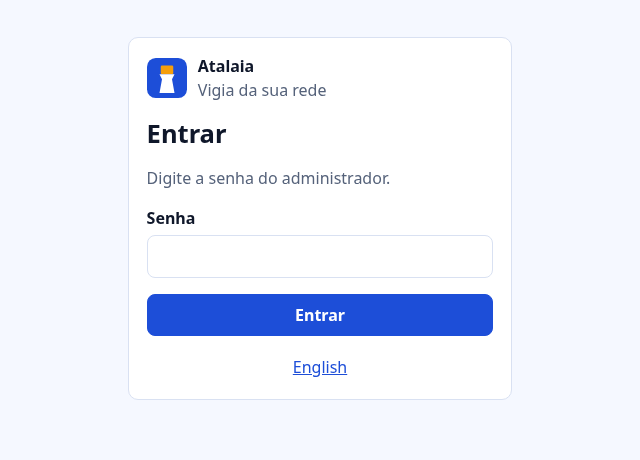 Atalaia
Vigia da sua rede
Entrar
Digite a senha do administrador.
Senha
Entrar
English